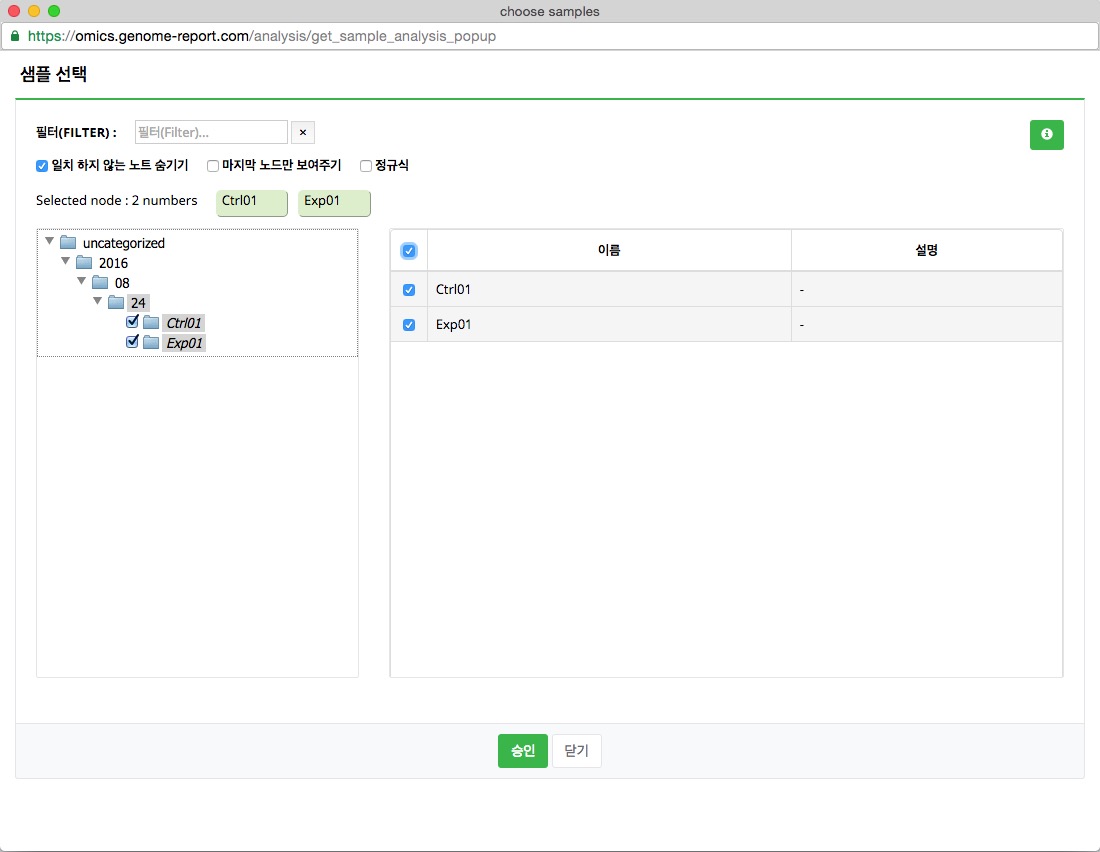 choose samples
https://omics.genome-report.com/analysis/get_sample_analysis_popup
샘플 선택
필터(FILTER) : 필터(Filter)... ×
일치 하지 않는 노트 숨기기 마지막 노드만 보여주기 정규식
Selected node : 2 numbers Ctrl01 Exp01
uncategorized
2016
08
24
Ctrl01
Exp01
이름 설명
Ctrl01 -
Exp01 -
승인 닫기